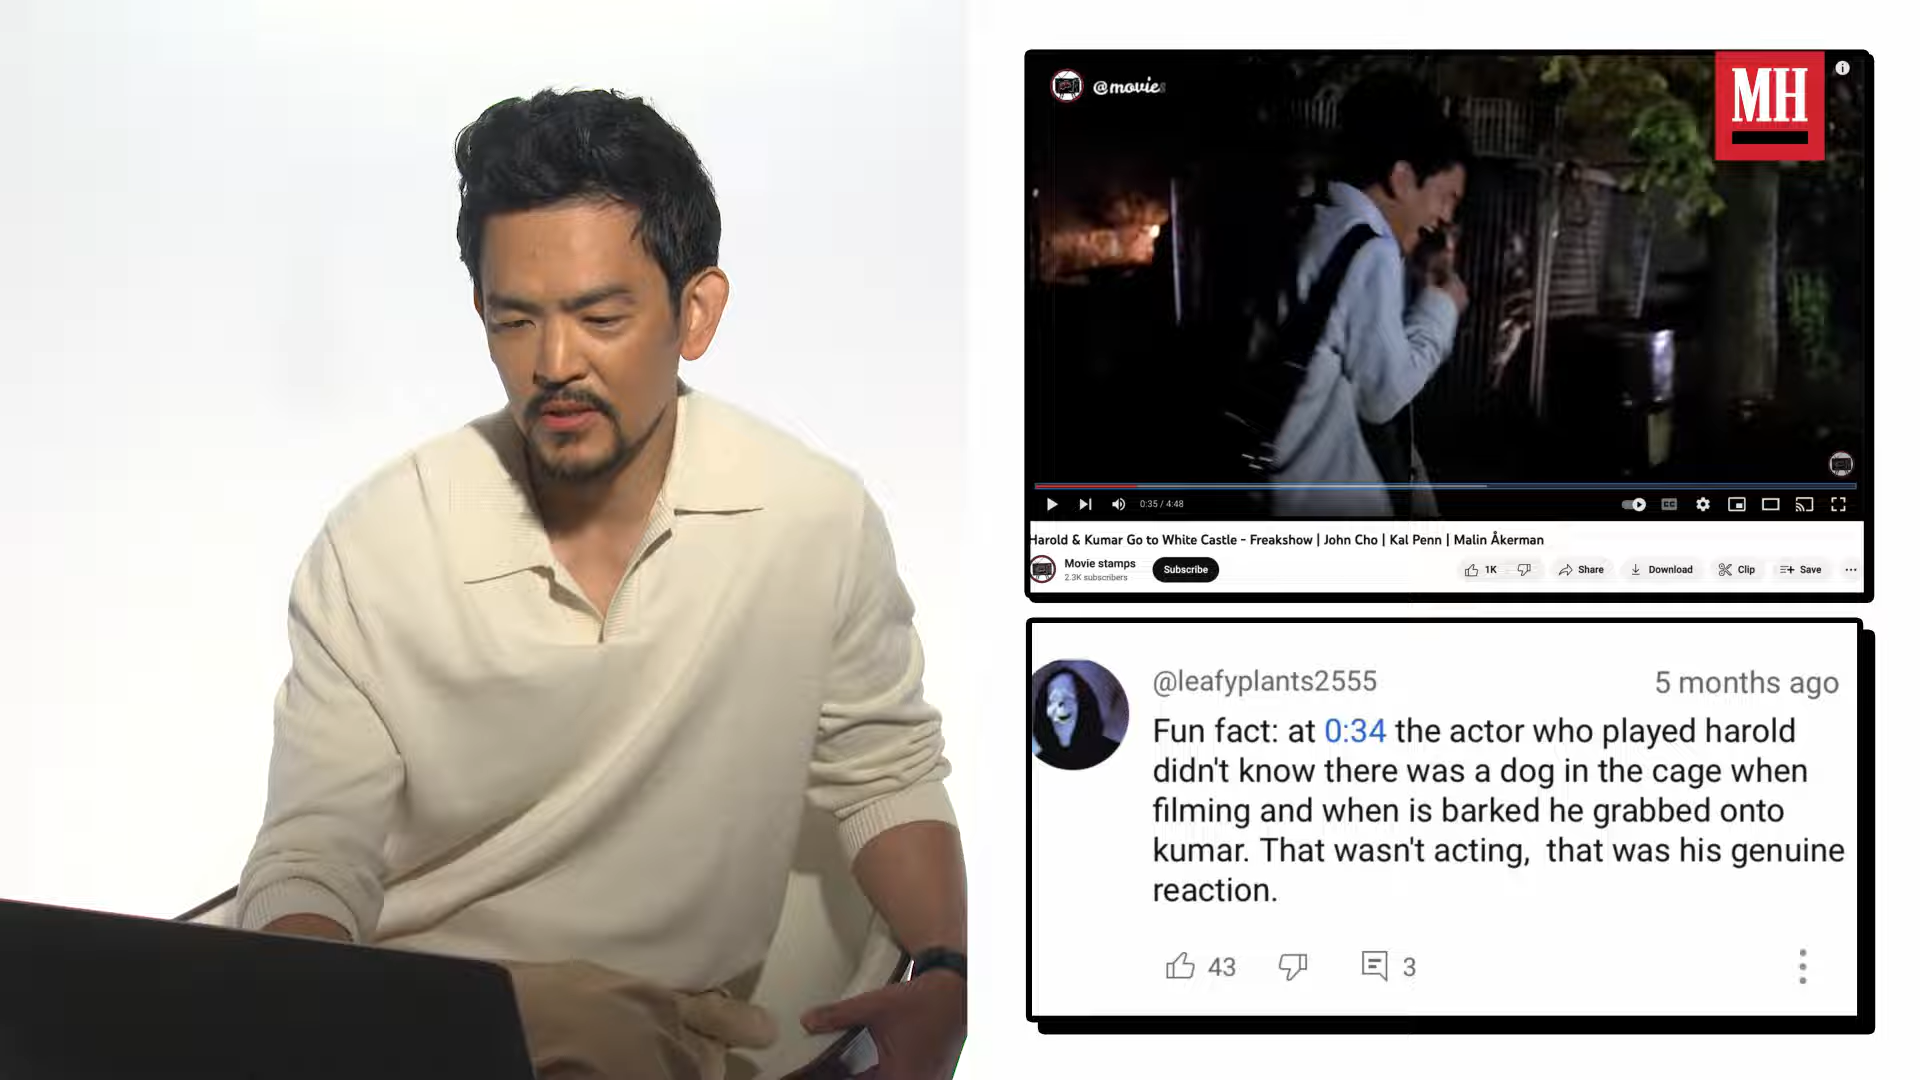 @movie
MH
0:35 / 4:48
CC
Harold & Kumar Go to White Castle - Freakshow | John Cho | Kal Penn | Malin Åkerman
Movie stamps
2.3K subscribers
Subscribe
1K
Share
Download
Clip
Save
@leafyplants2555
5 months ago
Fun fact: at 0:34 the actor who played harold
didn't know there was a dog in the cage when
filming and when is barked he grabbed onto
kumar. That wasn't acting, that was his genuine
reaction.
43
3